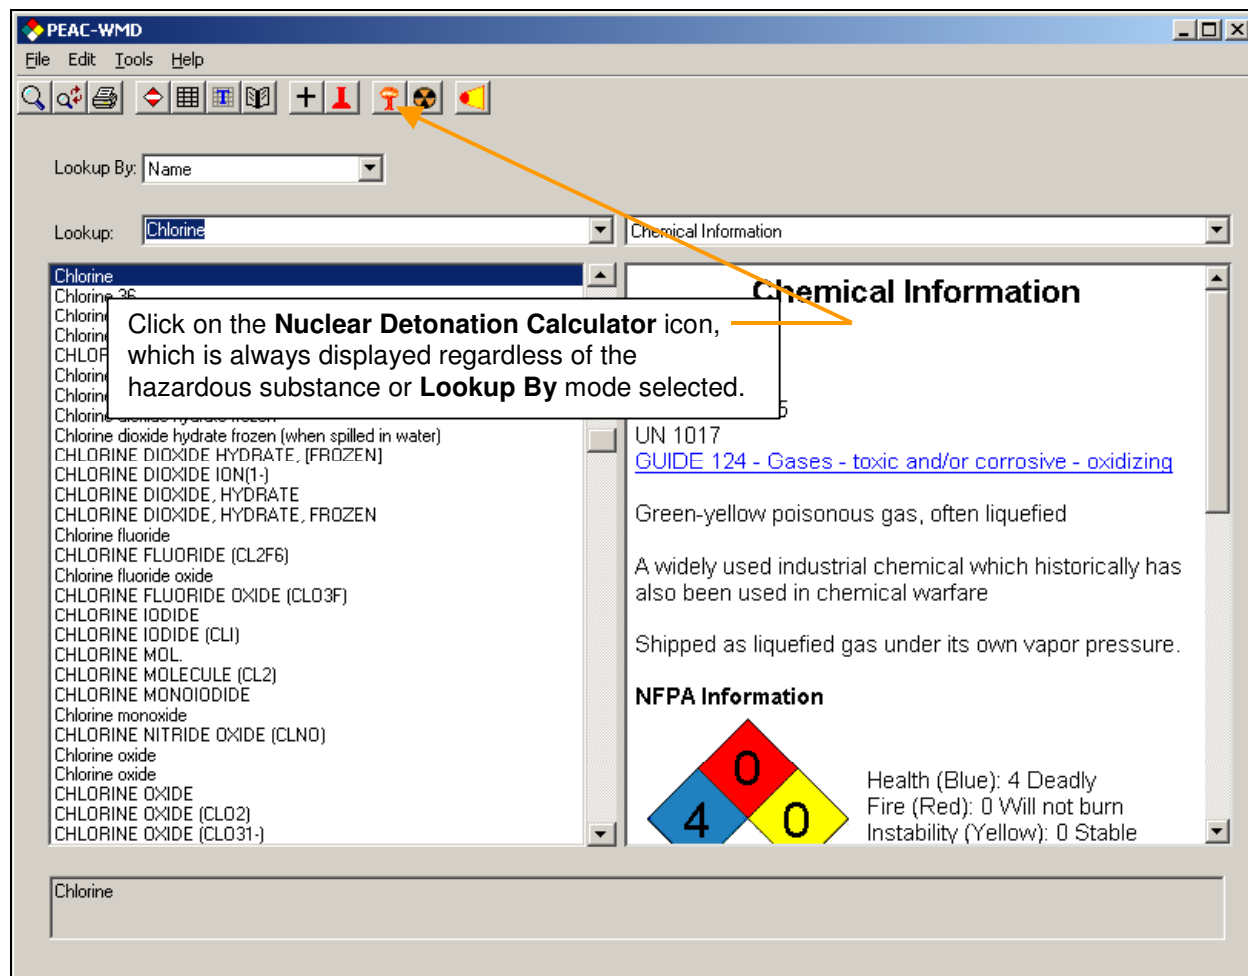 PEAC-WMD
File Edit Tools Help
Lookup By: Name
Lookup: Chlorine
Chemical Information
Chlorine
Chlorine 36
Chlorine
Chlorine
Chlorine
Chlorine
Chlorine dioxide hydrate frozen (when spilled in water)
CHLORINE DIOXIDE HYDRATE, [FROZEN]
CHLORINE DIOXIDE ION(1-)
CHLORINE DIOXIDE, HYDRATE
CHLORINE DIOXIDE, HYDRATE, FROZEN
Chlorine fluoride
CHLORINE FLUORIDE (CL2F6)
Chlorine fluoride oxide
CHLORINE FLUORIDE OXIDE (CLO3F)
CHLORINE IODIDE
CHLORINE IODIDE (CLI)
CHLORINE MOL.
CHLORINE MOLECULE (CL2)
CHLORINE MONOIODIDE
Chlorine monoxide
CHLORINE NITRIDE OXIDE (CLNO)
Chlorine oxide
Chlorine oxide
CHLORINE OXIDE
CHLORINE OXIDE (CLO2)
CHLORINE OXIDE (CLO31-)
Click on the Nuclear Detonation Calculator icon,
which is always displayed regardless of the
hazardous substance or Lookup By mode selected.
Chemical Information
5
UN 1017
GUIDE 124 - Gases - toxic and/or corrosive - oxidizing
Green-yellow poisonous gas, often liquefied
A widely used industrial chemical which historically has
also been used in chemical warfare
Shipped as liquefied gas under its own vapor pressure.
NFPA Information
0
4 0
Health (Blue): 4 Deadly
Fire (Red): 0 Will not burn
Instability (Yellow): 0 Stable
Chlorine